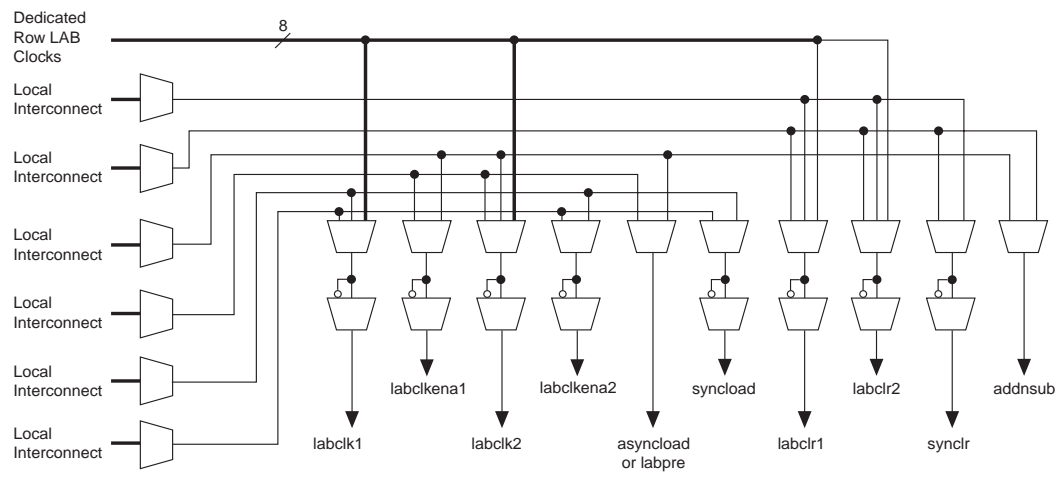 Dedicated
Row LAB
Clocks
8
Local
Interconnect
Local
Interconnect
Local
Interconnect
Local
Interconnect
Local
Interconnect
Local
Interconnect
labclkena1
labclkena2
syncload
labclr2
addnsub
labclk1
labclk2
asyncload
or labpre
labclr1
synclr